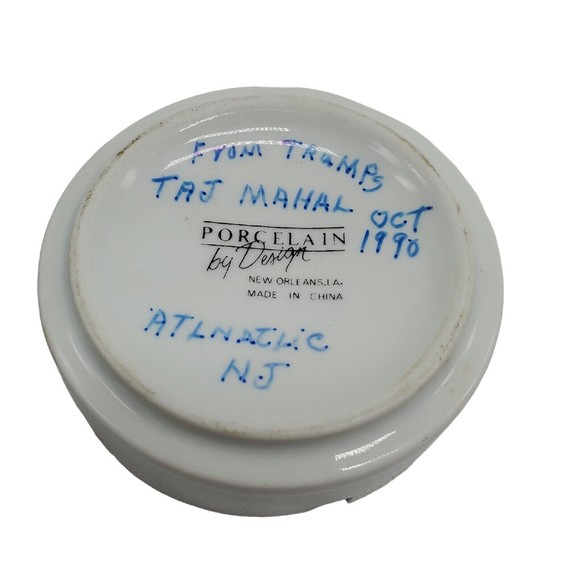 FROM TRUMPS
TAJ MAHAL OCT
1990
PORCELAIN
by Design
NEW ORLEANS, LA.
MADE IN CHINA
ATLNATLIC
NJ